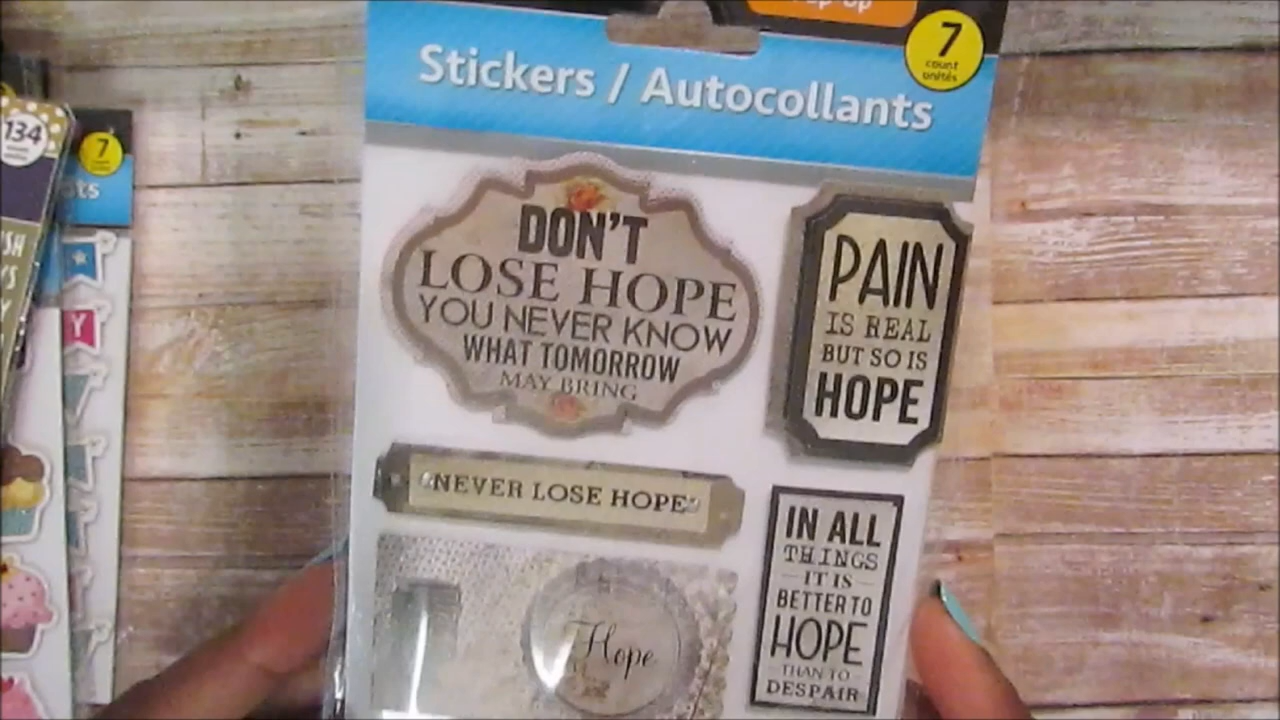 Pop-Up
7
count
unités
Stickers / Autocollants
DON'T
LOSE HOPE
YOU NEVER KNOW
WHAT TOMORROW
MAY BRING
PAIN
IS REAL
BUT SO IS
HOPE
NEVER LOSE HOPE
Hope
IN ALL
THINGS
IT IS
BETTER TO
HOPE
THAN TO
DESPAIR
134
7
Y